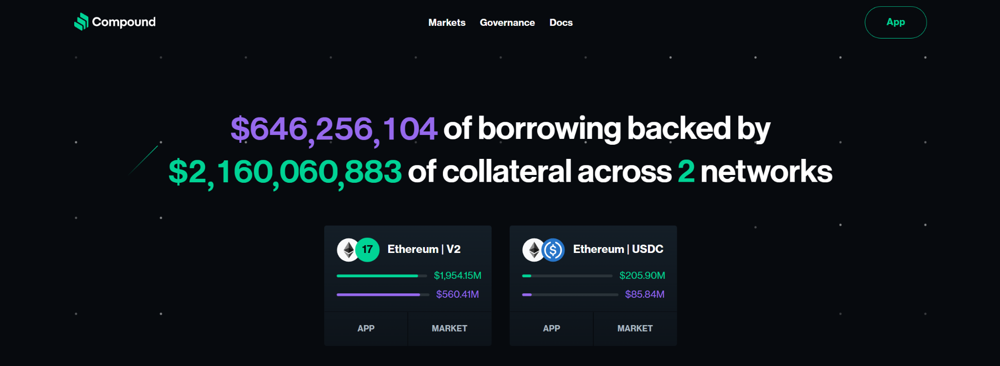 Compound
Markets Governance Docs
App
$646,256,104 of borrowing backed by
$2,160,060,883 of collateral across 2 networks
17 Ethereum | V2
$1,954.15M
$560.41M
APP MARKET
Ethereum | USDC
$205.90M
$85.84M
APP MARKET